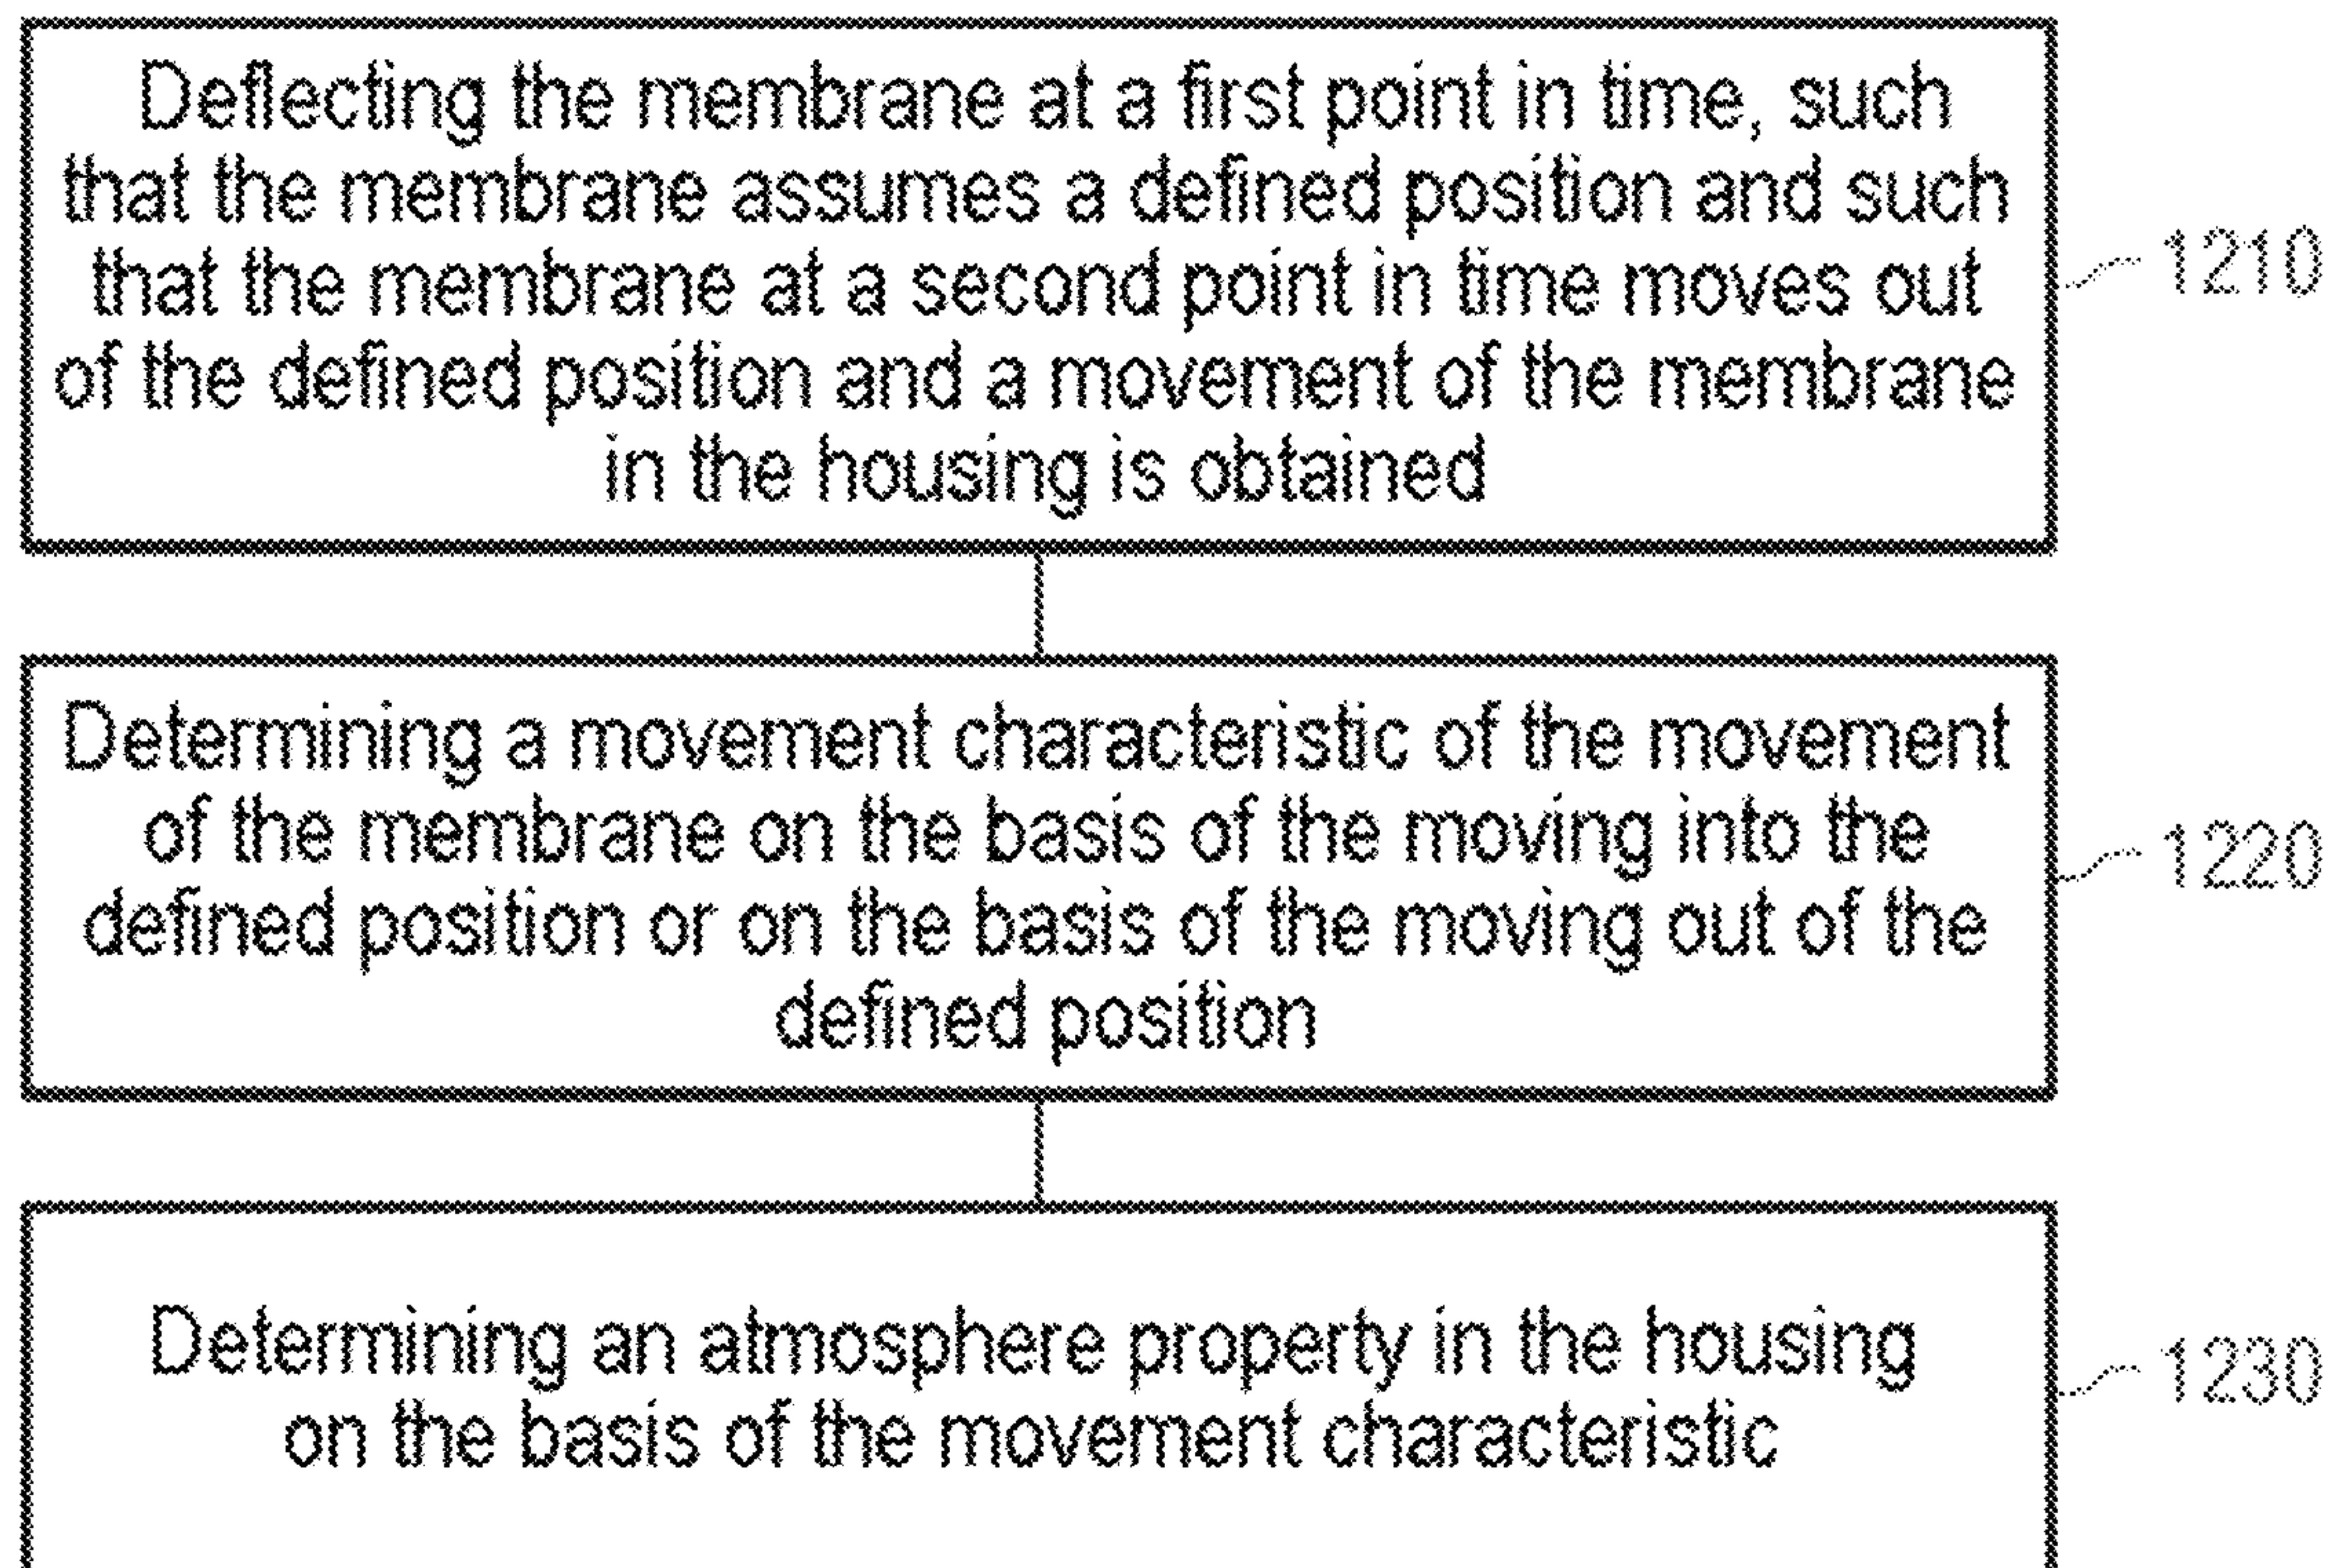 Deflecting the membrane at a first point in time, such
that the membrane assumes a defined position and such
that the membrane at a second point in time moves out
of the defined position and a movement of the membrane
in the housing is obtained
1210
Determining a movement characteristic of the movement
of the membrane on the basis of the moving into the
defined position or on the basis of the moving out of the
defined position
1220
Determining an atmosphere property in the housing
on the basis of the movement characteristic
1230